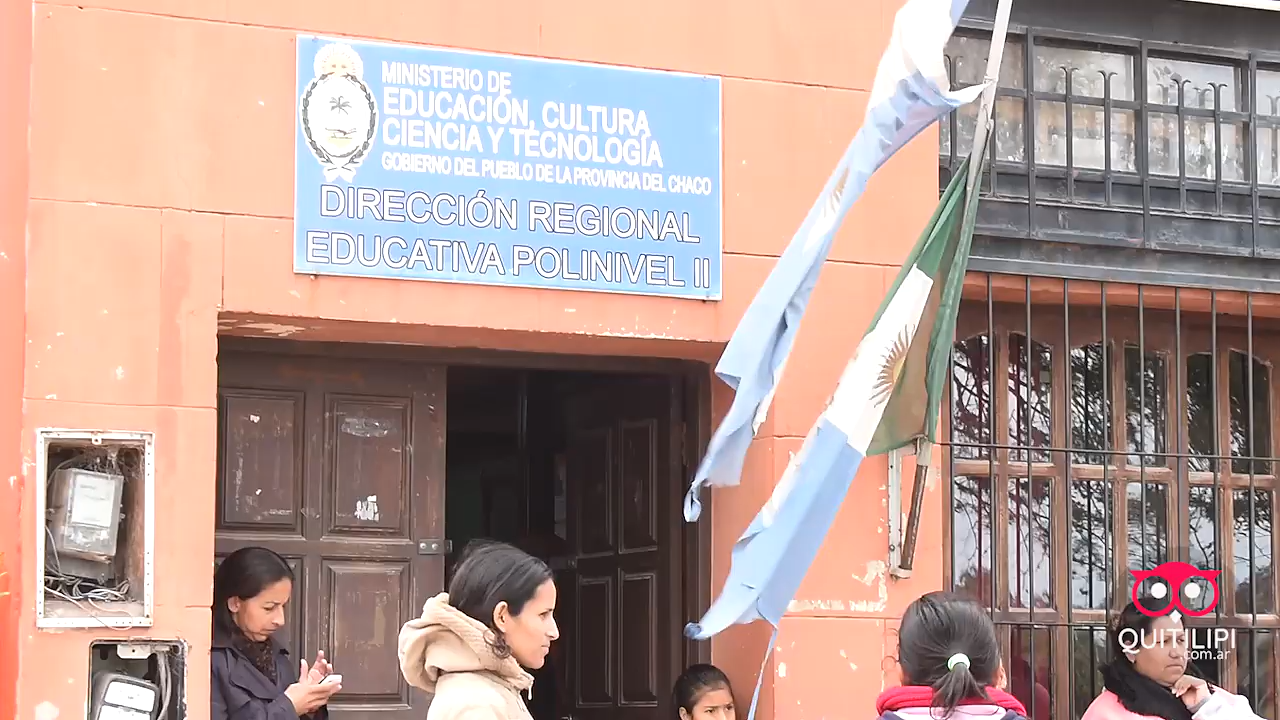 MINISTERIO DE
EDUCACIÓN, CULTURA
CIENCIA Y TECNOLOGÍA
GOBIERNO DEL PUEBLO DE LA PROVINCIA DEL CHACO
DIRECCIÓN REGIONAL
EDUCATIVA POLINIVEL II
QUITILIPI
.com.ar